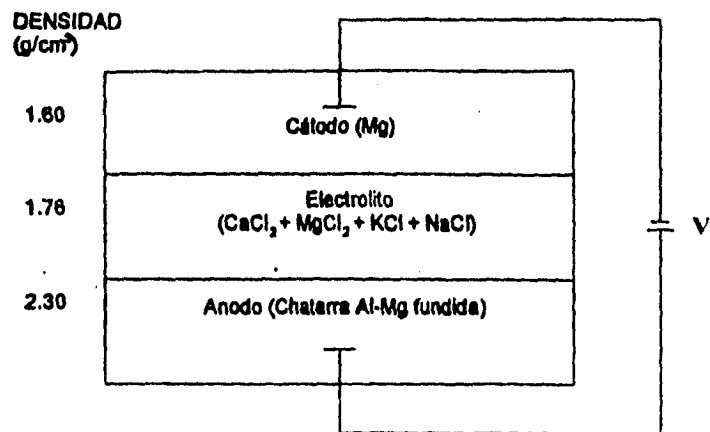 DENSIDAD
(g/cm³)
1.60
Cátodo (Mg)
1.76
Electrolito
(CaCl₂ + MgCl₂ + KCl + NaCl)
V
2.30
Anodo (Chatarra Al-Mg fundida)